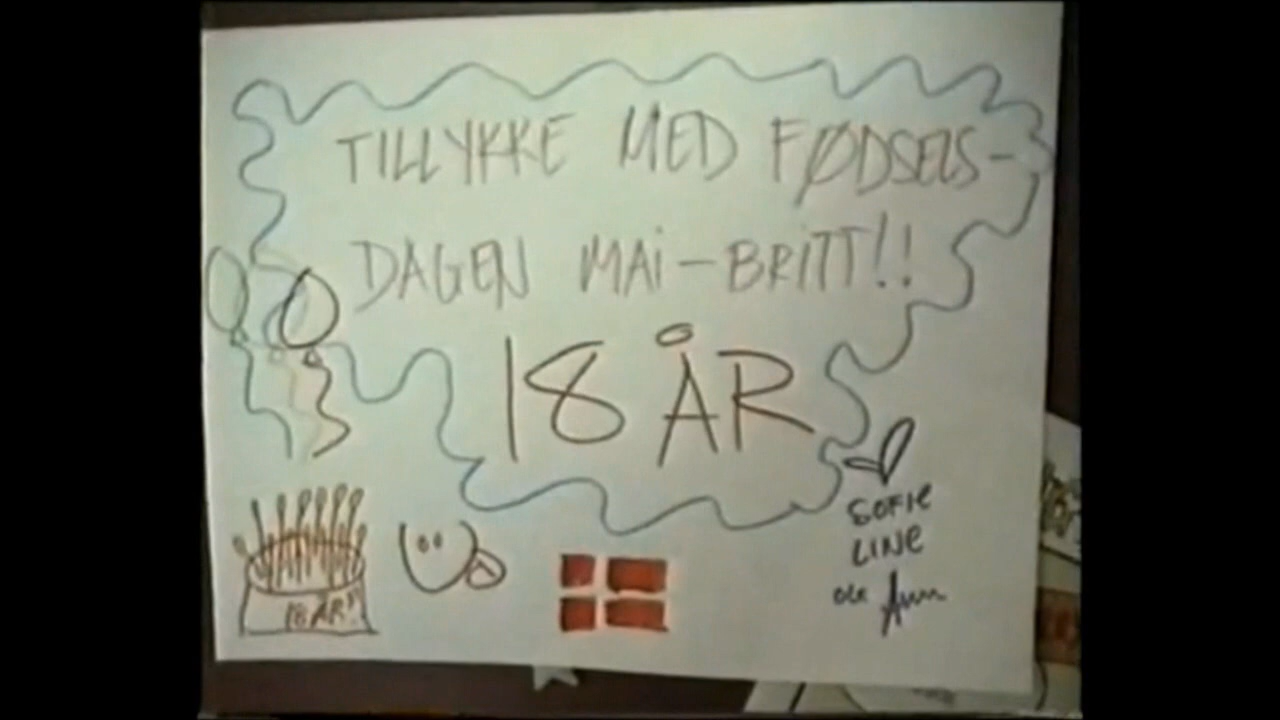 TILLYKKE MED FØDSELS-
DAGEN MAi-BRiTT!!
18 ÅR
18 ÅR!
SOFIE
LINE